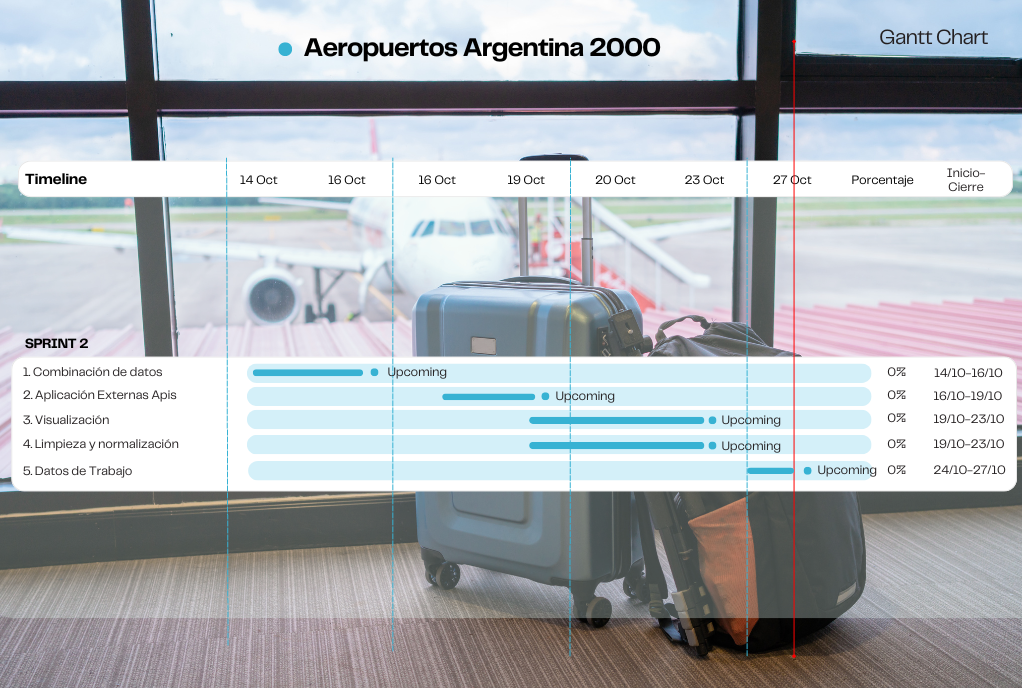 Aeropuertos Argentina 2000
Gantt Chart
Timeline 14 Oct 16 Oct 16 Oct 19 Oct 20 Oct 23 Oct 27 Oct Porcentaje Inicio-
Cierre
SPRINT 2
1. Combinación de datos Upcoming 0% 14/10-16/10
2. Aplicación Externas Apis Upcoming 0% 16/10-19/10
3. Visualización Upcoming 0% 19/10-23/10
4. Limpieza y normalización Upcoming 0% 19/10-23/10
5. Datos de Trabajo Upcoming 0% 24/10-27/10